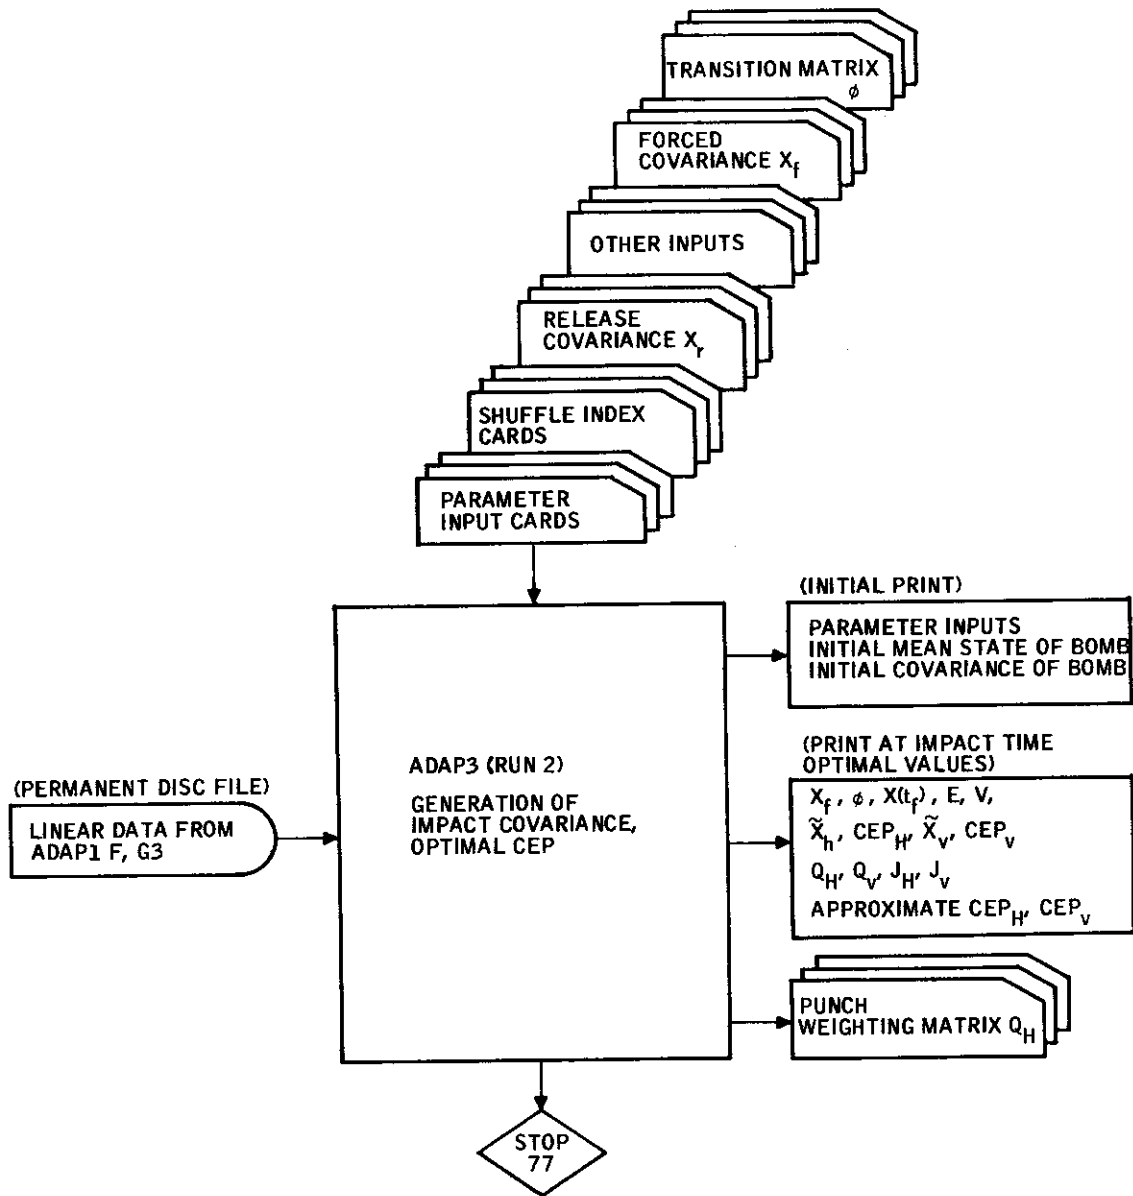 TRANSITION MATRIX
φ
FORCED
COVARIANCE X_f
OTHER INPUTS
RELEASE
COVARIANCE X_r
SHUFFLE INDEX
CARDS
PARAMETER
INPUT CARDS
(INITIAL PRINT)
PARAMETER INPUTS
INITIAL MEAN STATE OF BOMB
INITIAL COVARIANCE OF BOMB
(PERMANENT DISC FILE)
LINEAR DATA FROM
ADAP1 F, G3
ADAP3 (RUN 2)
GENERATION OF
IMPACT COVARIANCE,
OPTIMAL CEP
(PRINT AT IMPACT TIME
OPTIMAL VALUES)
X_f, φ, X(t_f), E, V,
X̃_h, CEP_H, X̃_v, CEP_v
Q_H, Q_v, J_H, J_v
APPROXIMATE CEP_H, CEP_v
PUNCH
WEIGHTING MATRIX Q_H
STOP
77